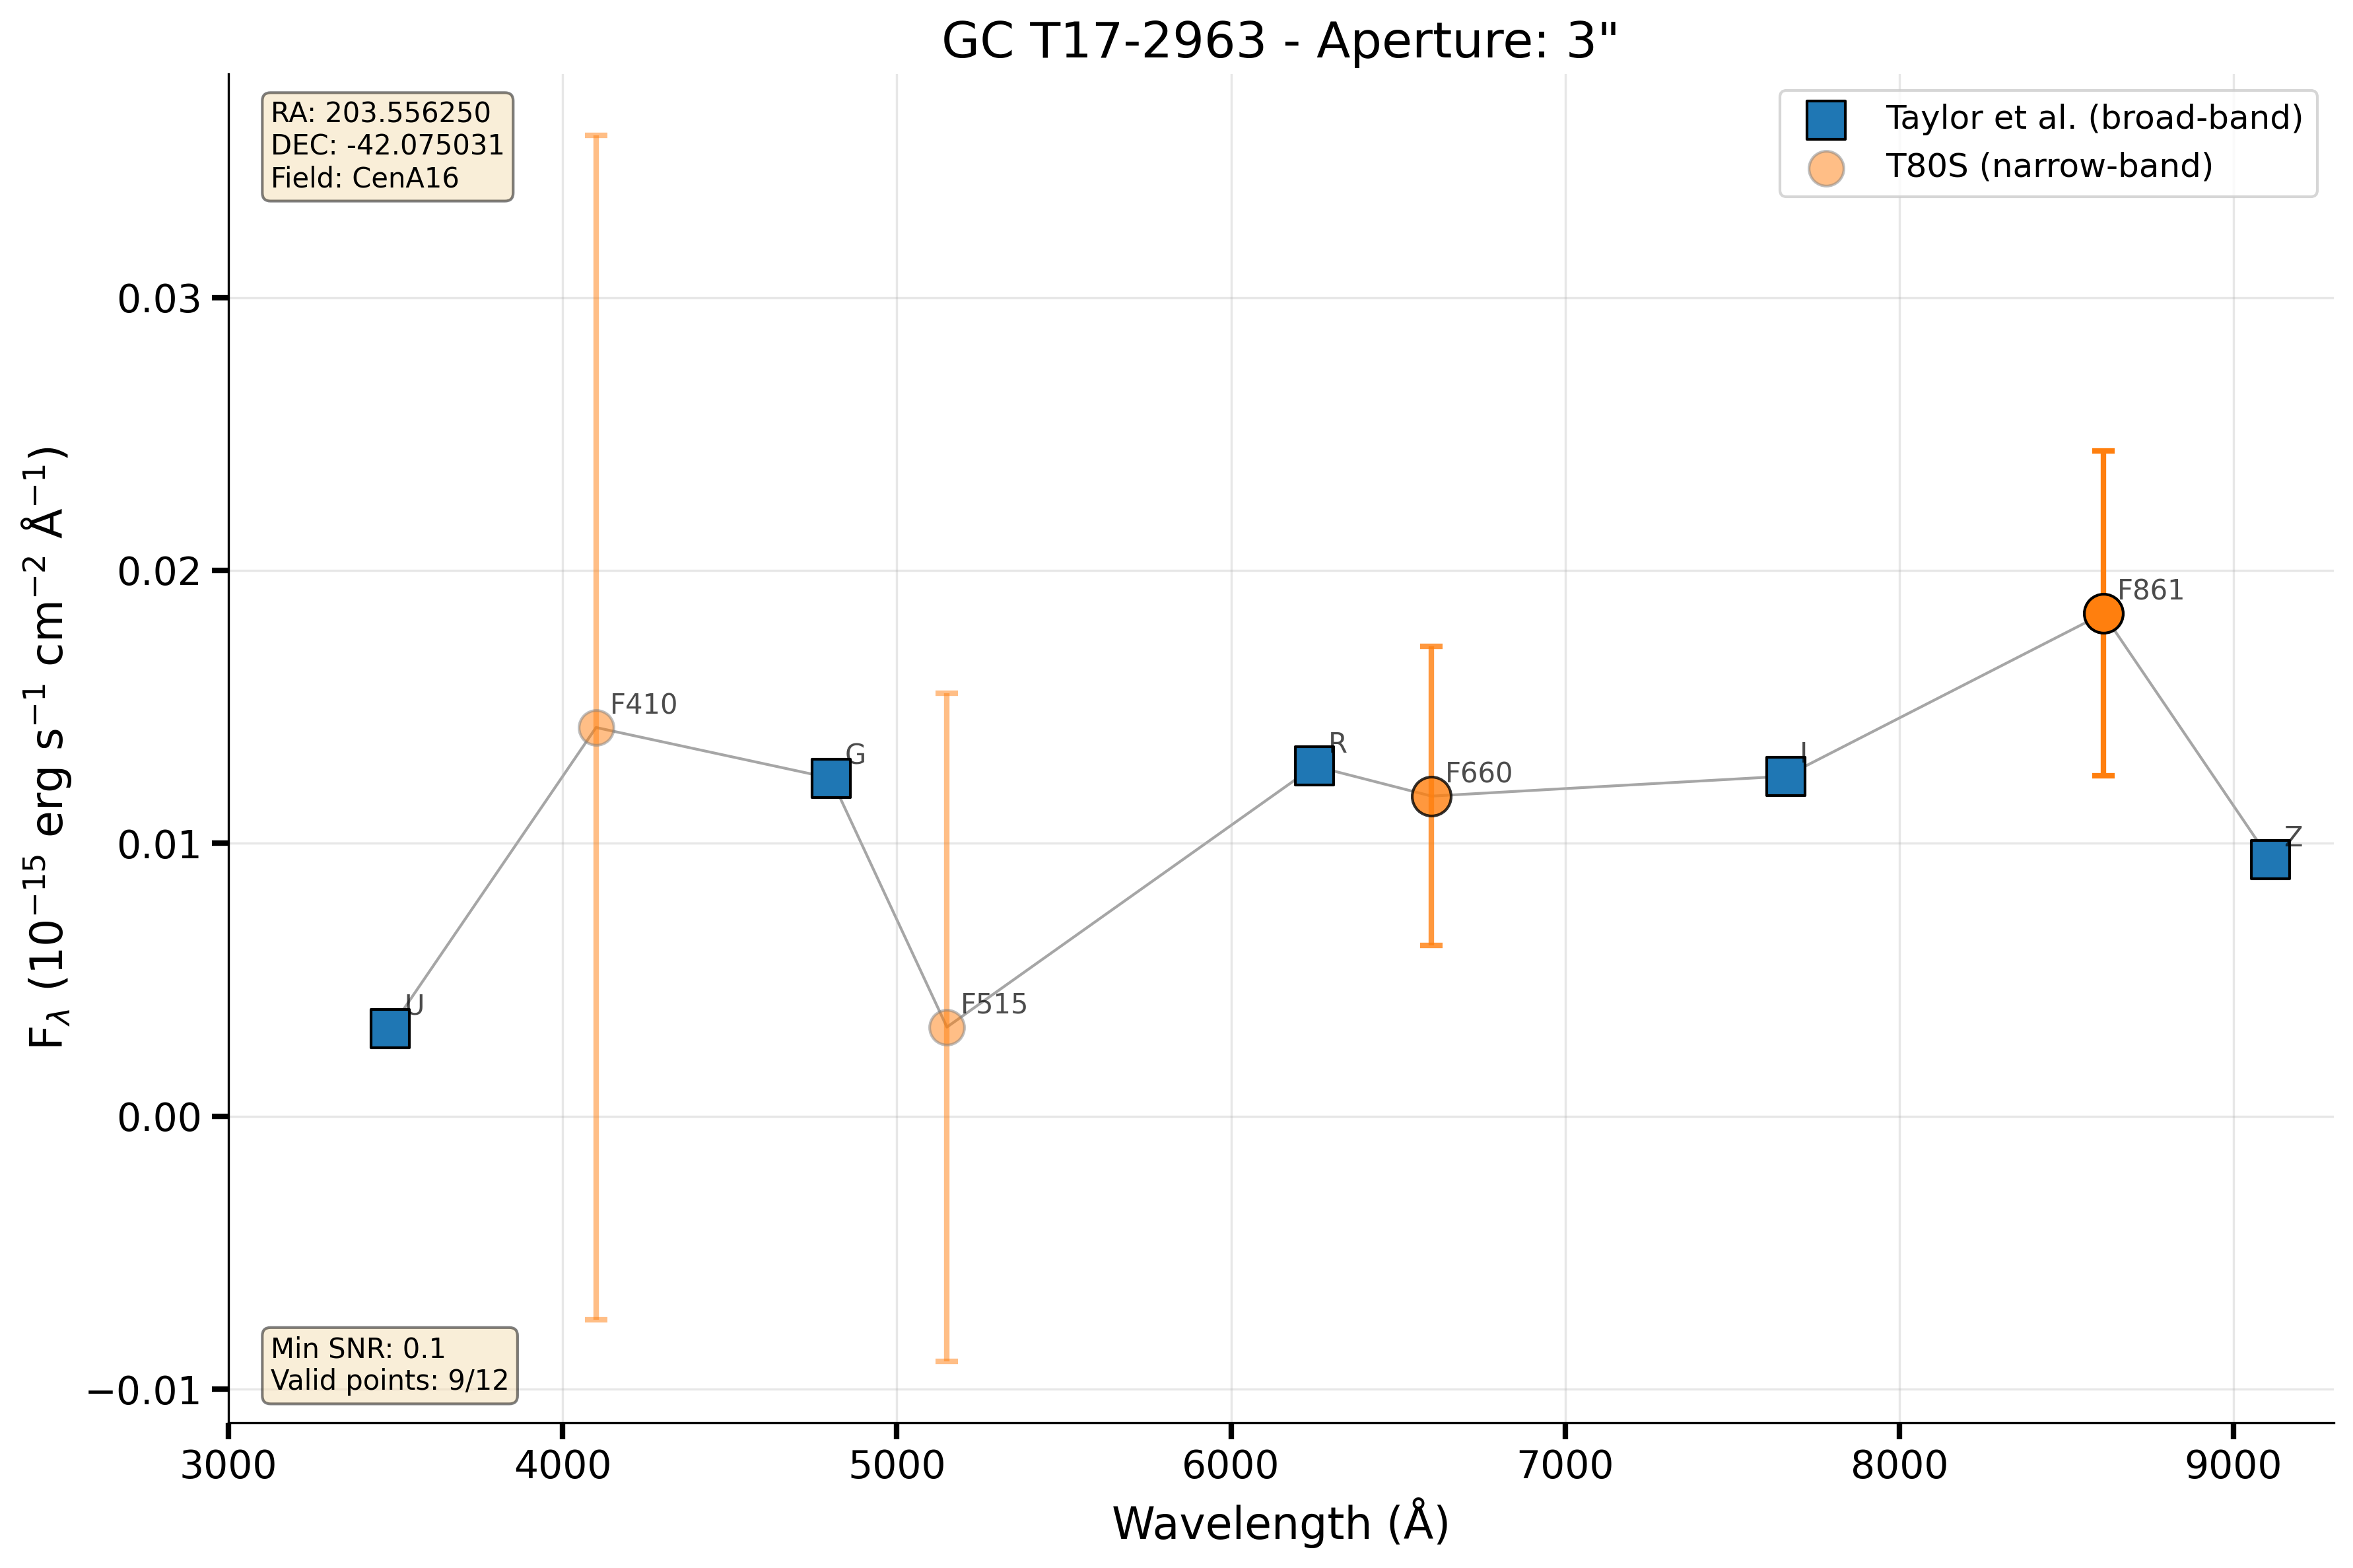 GC T17-2963 - Aperture: 3"
RA: 203.556250
DEC: -42.075031
Field: CenA16
Taylor et al. (broad-band)
T80S (narrow-band)
F$_{λ}$ (10$^{−15}$ erg s$^{−1}$ cm$^{−2}$ Å$^{−1}$)
0.03
0.02
0.01
0.00
−0.01
U
F410
G
F515
R
F660
I
F861
Z
Min SNR: 0.1
Valid points: 9/12
3000 4000 5000 6000 7000 8000 9000
Wavelength (Å)